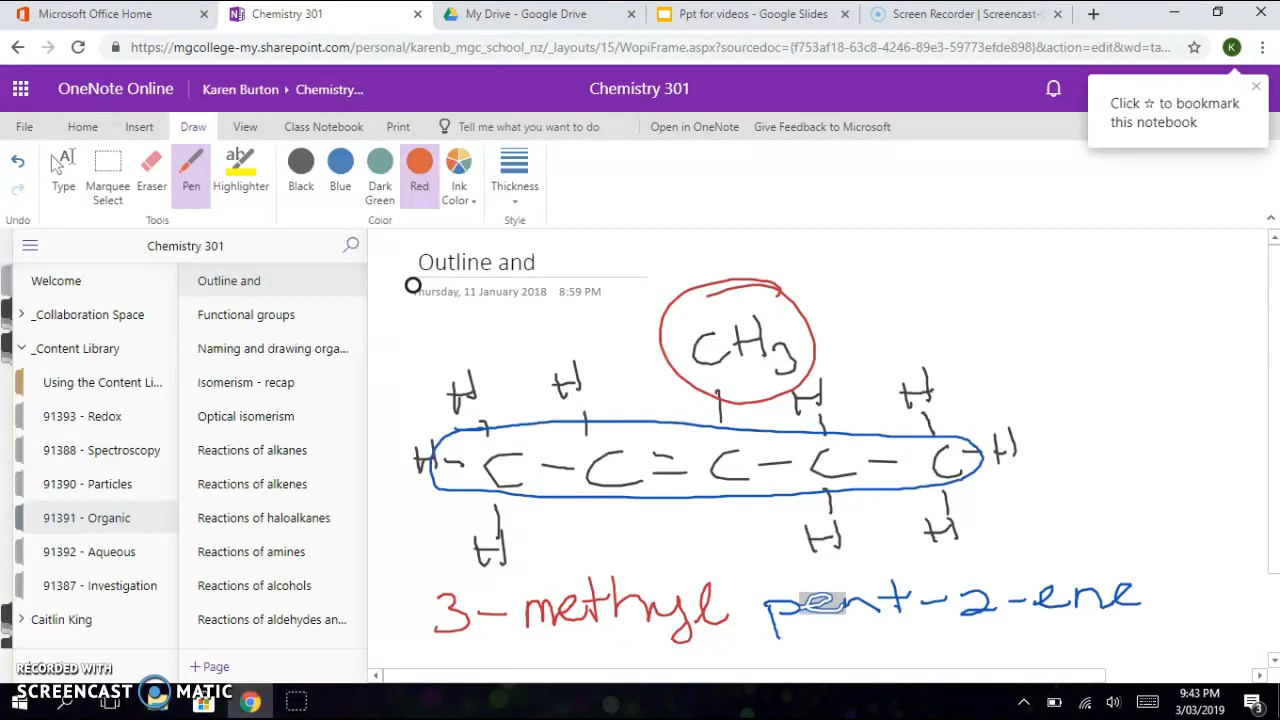 Microsoft Office Home
Chemistry 301
My Drive - Google Drive
Ppt for videos - Google Slides
Screen Recorder | Screencast-O
https://mgcollege-my.sharepoint.com/personal/karenb_mgc_school_nz/_layouts/15/WopiFrame.aspx?sourcedoc={f753af18-63c8-4246-89e3-59773efde898}&action=edit&wd=ta...
K
OneNote Online
Karen Burton › Chemistry...
Chemistry 301
Click ☆ to bookmark
this notebook
File Home Insert Draw View Class Notebook Print Tell me what you want to do Open in OneNote Give Feedback to Microsoft
Undo
Type
Marquee
Select
Eraser
Pen
Highlighter
Tools
Black
Blue
Dark
Green
Red
Ink
Color
Color
Thickness
Style
Chemistry 301
Welcome
_Collaboration Space
_Content Library
Using the Content Li...
91393 - Redox
91388 - Spectroscopy
91390 - Particles
91391 - Organic
91392 - Aqueous
91387 - Investigation
Caitlin King
Outline and
Functional groups
Naming and drawing orga...
Isomerism - recap
Optical isomerism
Reactions of alkanes
Reactions of alkenes
Reactions of haloalkanes
Reactions of amines
Reactions of alcohols
Reactions of aldehydes an...
+ Page
Outline and
hursday, 11 January 2018 8:59 PM
CH3
H H H H
H - C - C = C - C - C - H
H H H
3-methyl pent-2-ene
RECORDED WITH
SCREENCAST MATIC
9:43 PM
3/03/2019
3